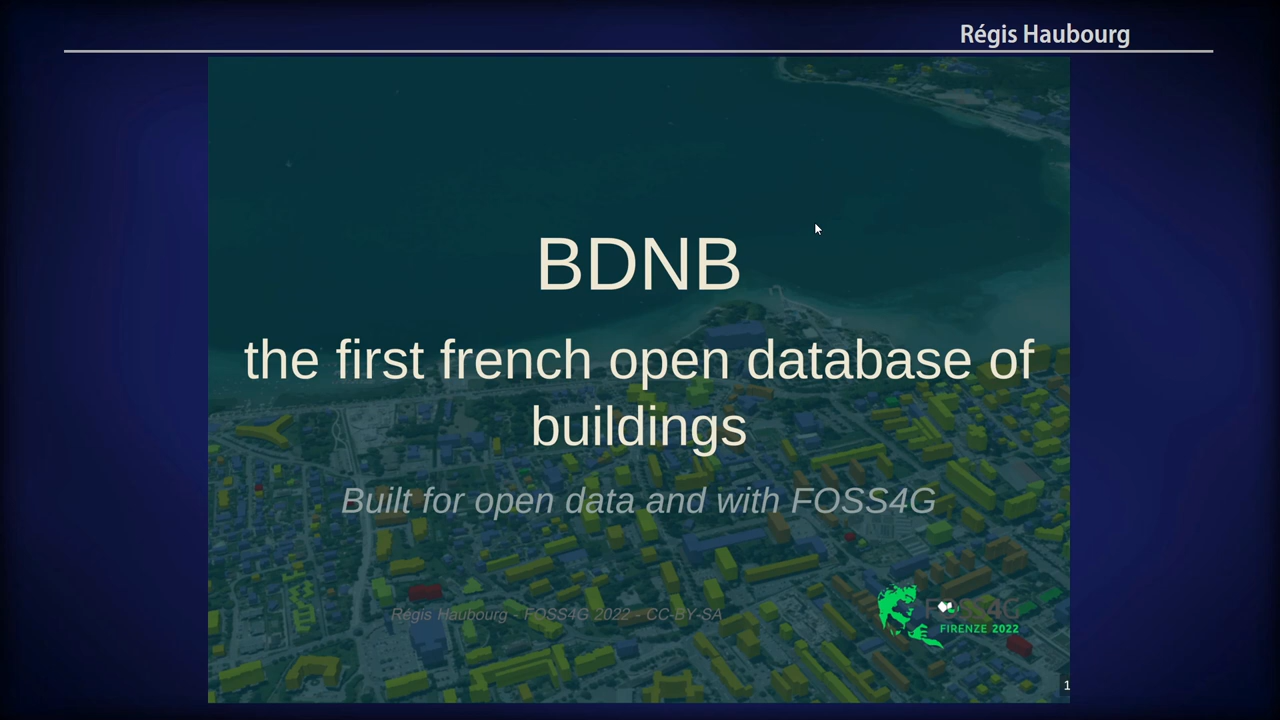 Régis Haubourg
BDNB
the first french open database of
buildings
Built for open data and with FOSS4G
Régis Haubourg - FOSS4G 2022 - CC-BY-SA
FOSS4G
FIRENZE 2022
1